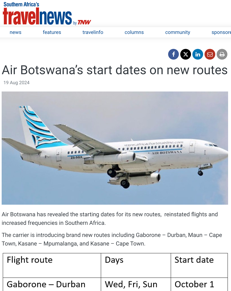 Southern Africa's
travelnews by TNW
news features travelinfo columns community sponsore
Air Botswana's start dates on new routes
19 Aug 2024
Air Botswana has revealed the starting dates for its new routes, reinstated flights and
increased frequencies in Southern Africa.
The carrier is introducing brand new routes including Gaborone – Durban, Maun – Cape
Town, Kasane – Mpumalanga, and Kasane – Cape Town.
Flight route Days Start date
Gaborone – Durban Wed, Fri, Sun October 1